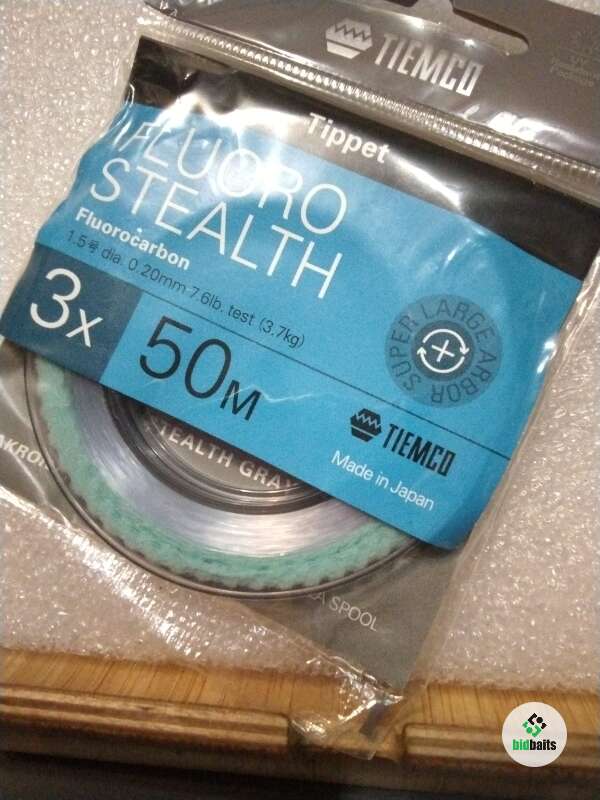 TIEMCO
Tippet
FLUORO
STEALTH
Fluorocarbon
1.5号 dia. 0.20mm 7.6lb. test (3.7kg)
3X
50M
SUPER LARGE ARBOR
TIEMCO
Made in Japan
STEALTH GRAY
SPOOL
bidbaits